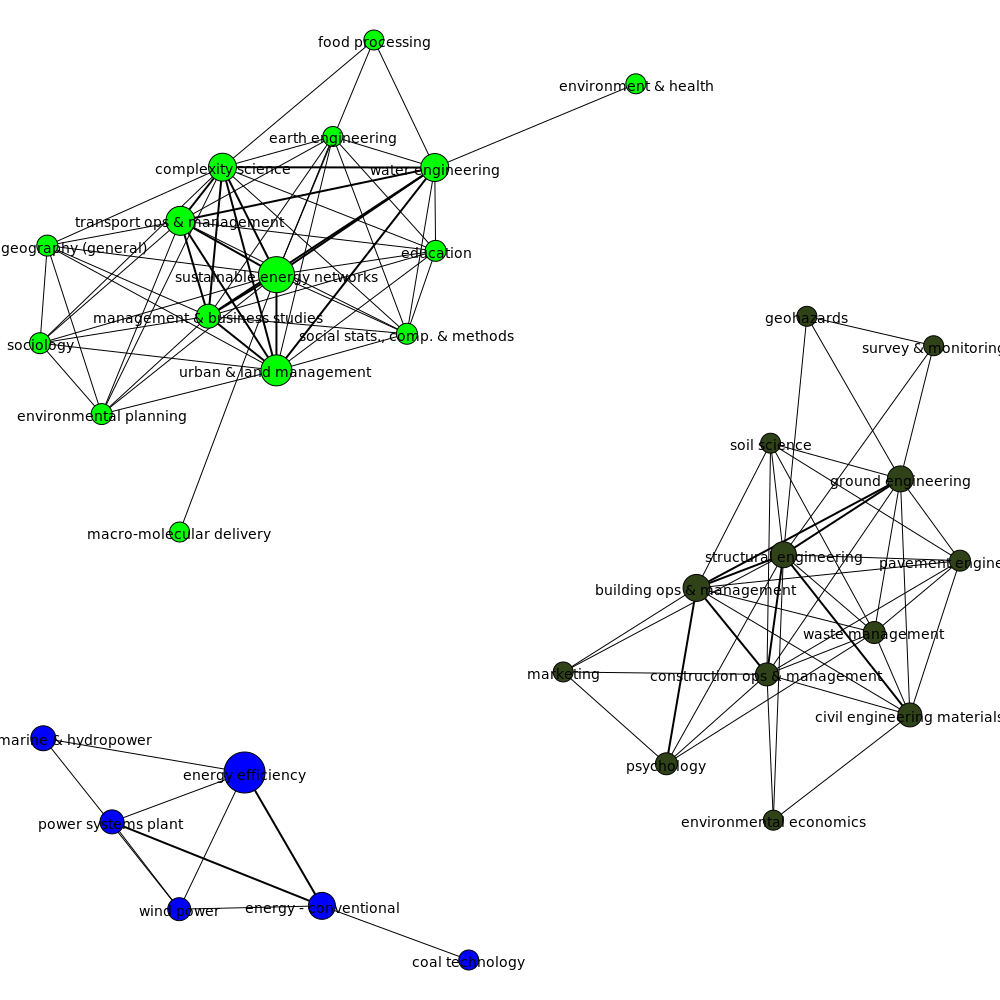 food processing
environment & health
earth engineering
complexity science
water engineering
transport ops & management
geography (general)
education
sustainable energy networks
management & business studies
geohazards
social stats., comp. & methods
sociology
survey & monitoring
urban & land management
environmental planning
soil science
ground engineering
macro-molecular delivery
structural engineering
pavement engine
building ops & management
waste management
marketing
construction ops & management
civil engineering materials
marine & hydropower
psychology
energy efficiency
environmental economics
power systems plant
energy - conventional
wind power
coal technology